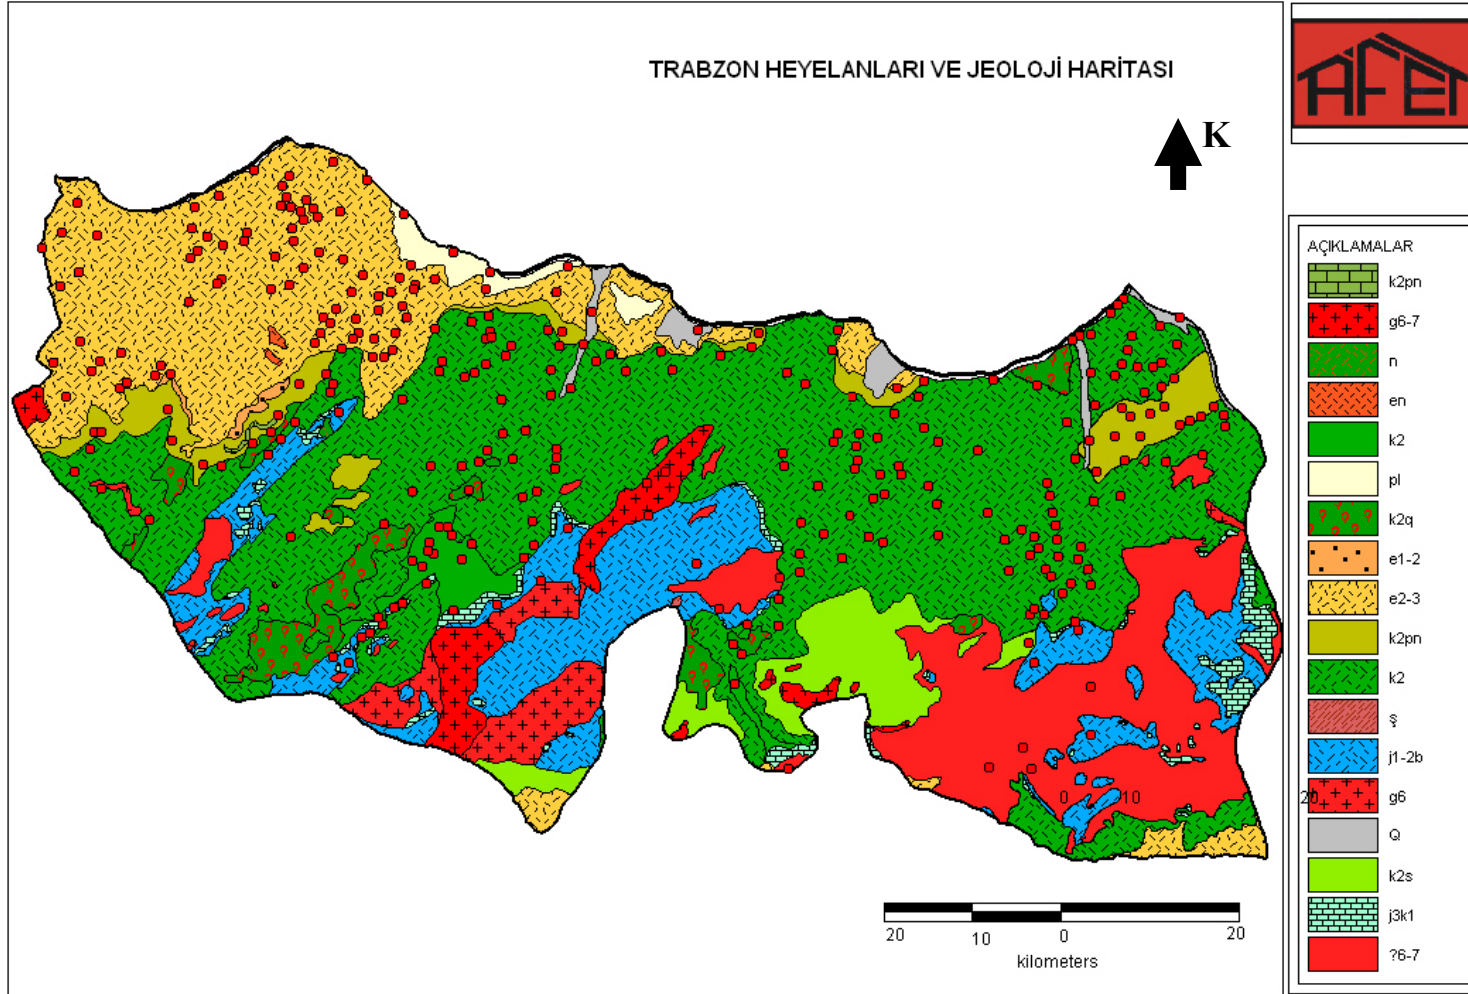 TRABZON HEYELANLARI VE JEOLOJİ HARİTASI
AFET
K
AÇIKLAMALAR
k2pn
g6-7
n
en
k2
pl
k2q
e1-2
e2-3
k2pn
k2
ş
j1-2b
g6
Q
k2s
j3k1
?6-7
0 10 20
20 10 0 20
kilometers